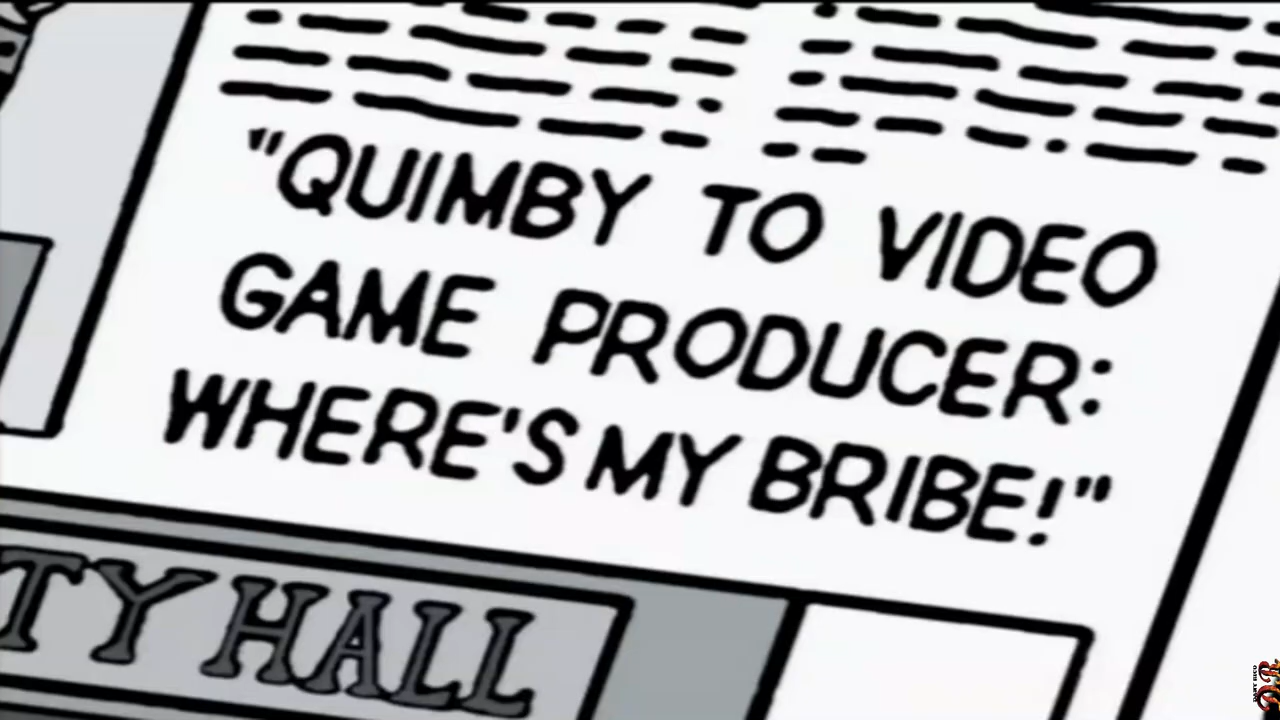 "QUIMBY TO VIDEO
GAME PRODUCER:
WHERE'S MY BRIBE!"
TY HALL